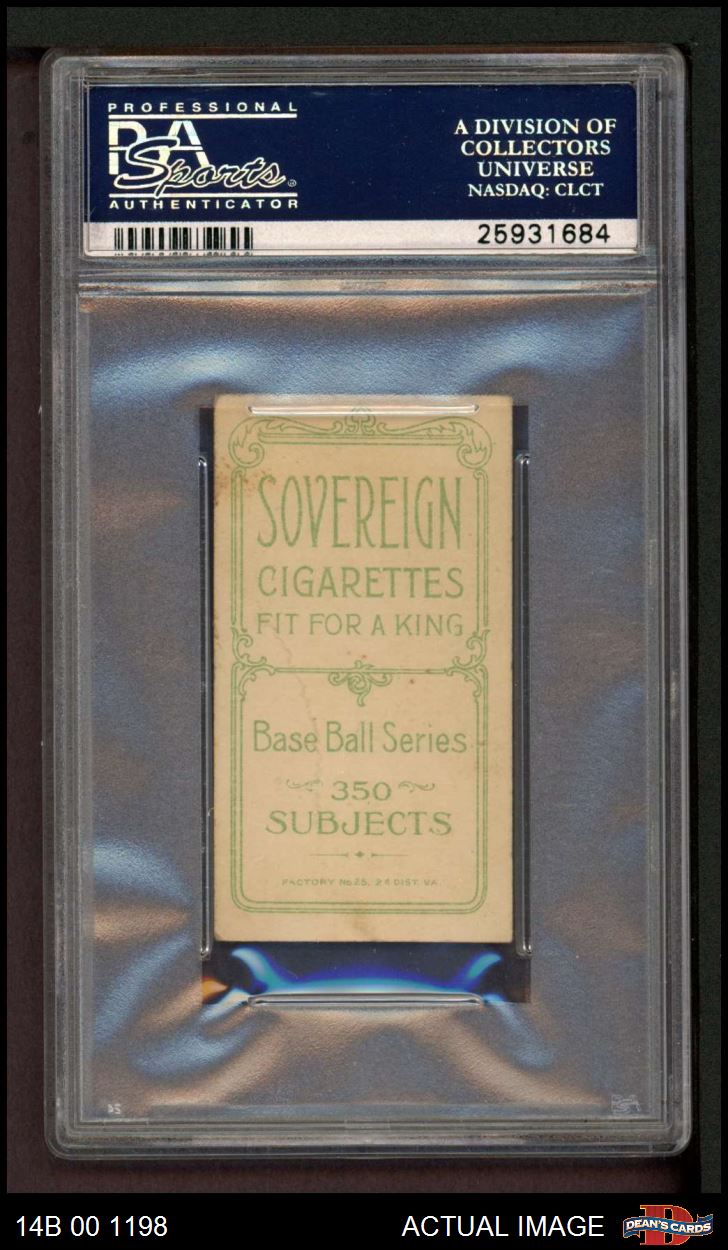 PROFESSIONAL
PSA
Sports
AUTHENTICATOR
A DIVISION OF
COLLECTORS
UNIVERSE
NASDAQ: CLCT
25931684
SOVEREIGN
CIGARETTES
FIT FOR A KING
Base Ball Series
350
SUBJECTS
FACTORY No 25, 2d DIST. VA.
14B 00 1198
ACTUAL IMAGE
DEAN'S CARDS